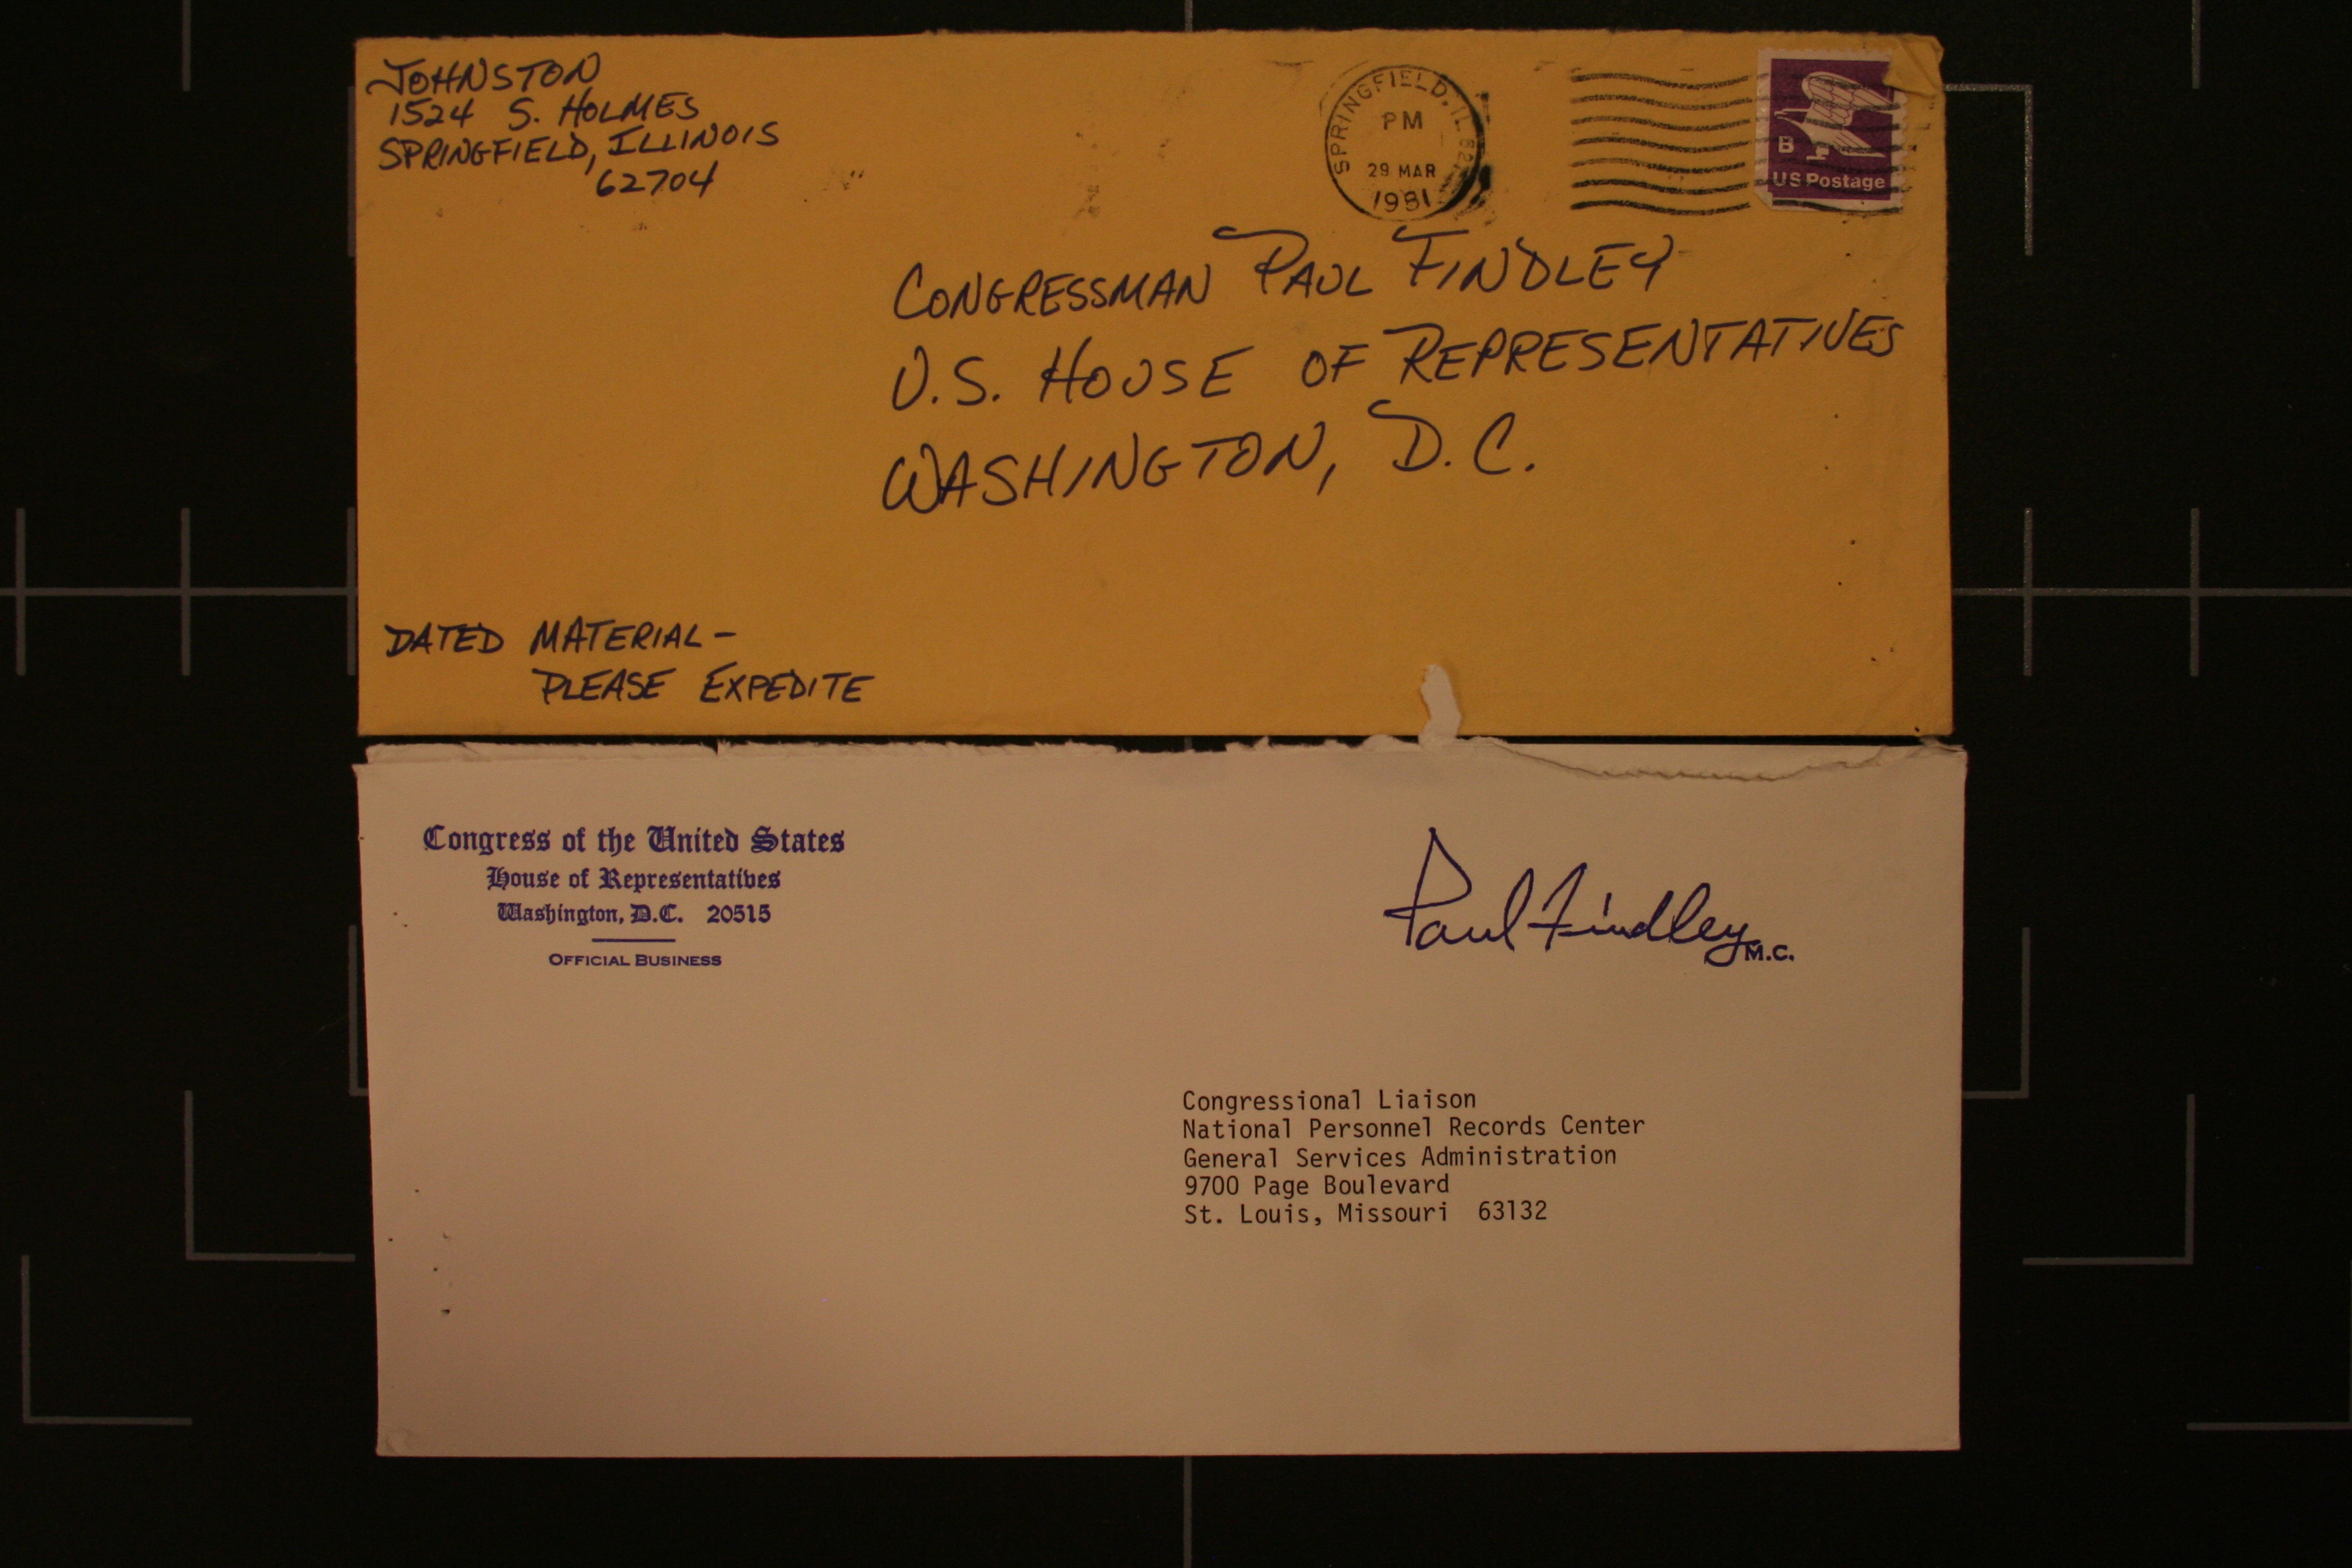 JOHNSTON
1524 S. HOLMES
SPRINGFIELD, ILLINOIS
62704
SPRINGFIELD, IL
PM
29 MAR
1981
B
US Postage
CONGRESSMAN PAUL FINDLEY
U.S. HOUSE OF REPRESENTATIVES
WASHINGTON, D.C.
DATED MATERIAL-
PLEASE EXPEDITE
Congress of the United States
House of Representatives
Washington, D.C. 20515
OFFICIAL BUSINESS
Paul Findley M.C.
Congressional Liaison
National Personnel Records Center
General Services Administration
9700 Page Boulevard
St. Louis, Missouri 63132